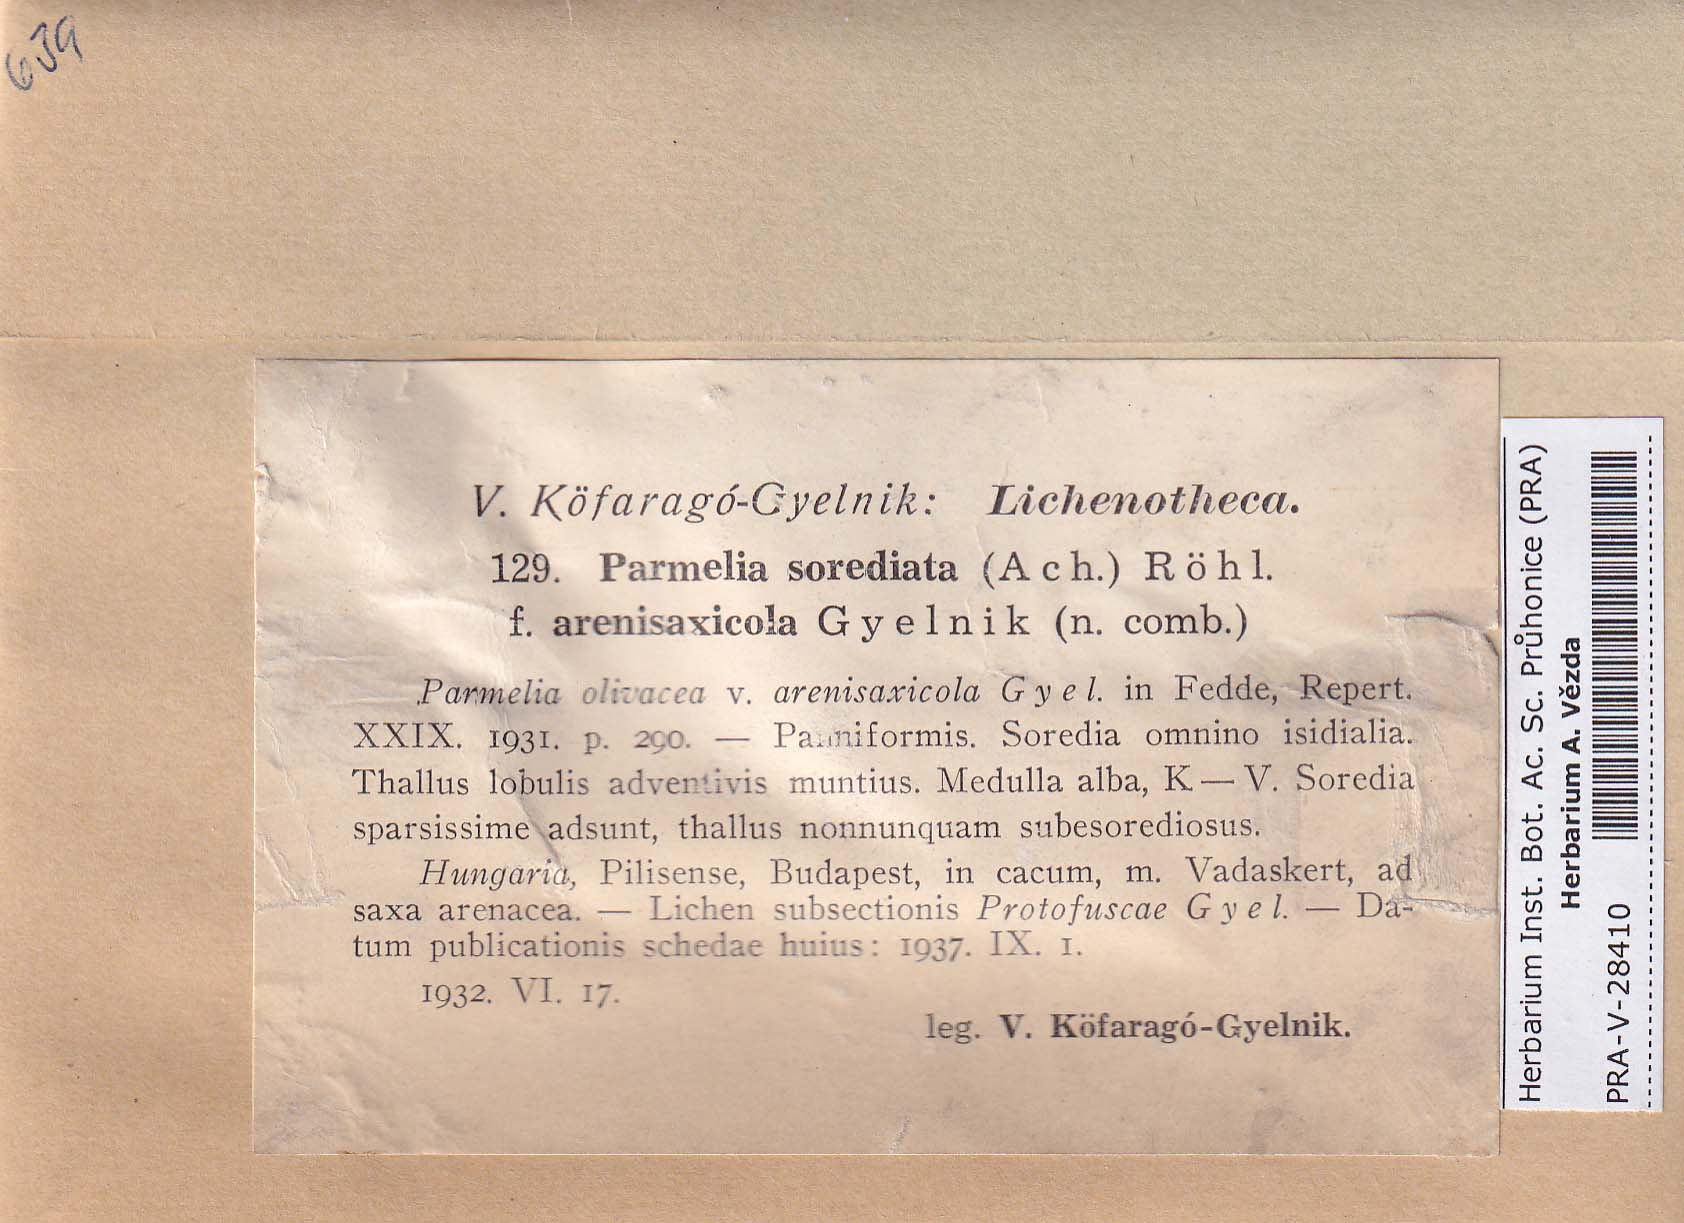 639
V. Köfaragó-Gyelnik: Lichenotheca.
129. Parmelia sorediata (Ach.) Röhl.
f. arenisaxicola Gyelnik (n. comb.)
Parmelia olivacea v. arenisaxicola Gyel. in Fedde, Repert.
XXIX. 1931. p. 290. — Panniformis. Soredia omnino isidialia.
Thallus lobulis adventivis muntius. Medulla alba, K — V. Soredia
sparsissime adsunt, thallus nonnunquam subesorediosus.
Hungaria, Pilisense, Budapest, in cacum, m. Vadaskert, ad
saxa arenacea. — Lichen subsectionis Protofuscae Gyel. — Da-
tum publicationis schedae huius: 1937. IX. 1.
1932. VI. 17.
leg. V. Köfaragó-Gyelnik.
Herbarium Inst. Bot. Ac. Sc. Průhonice (PRA)
Herbarium A. Vězda
PRA-V-28410